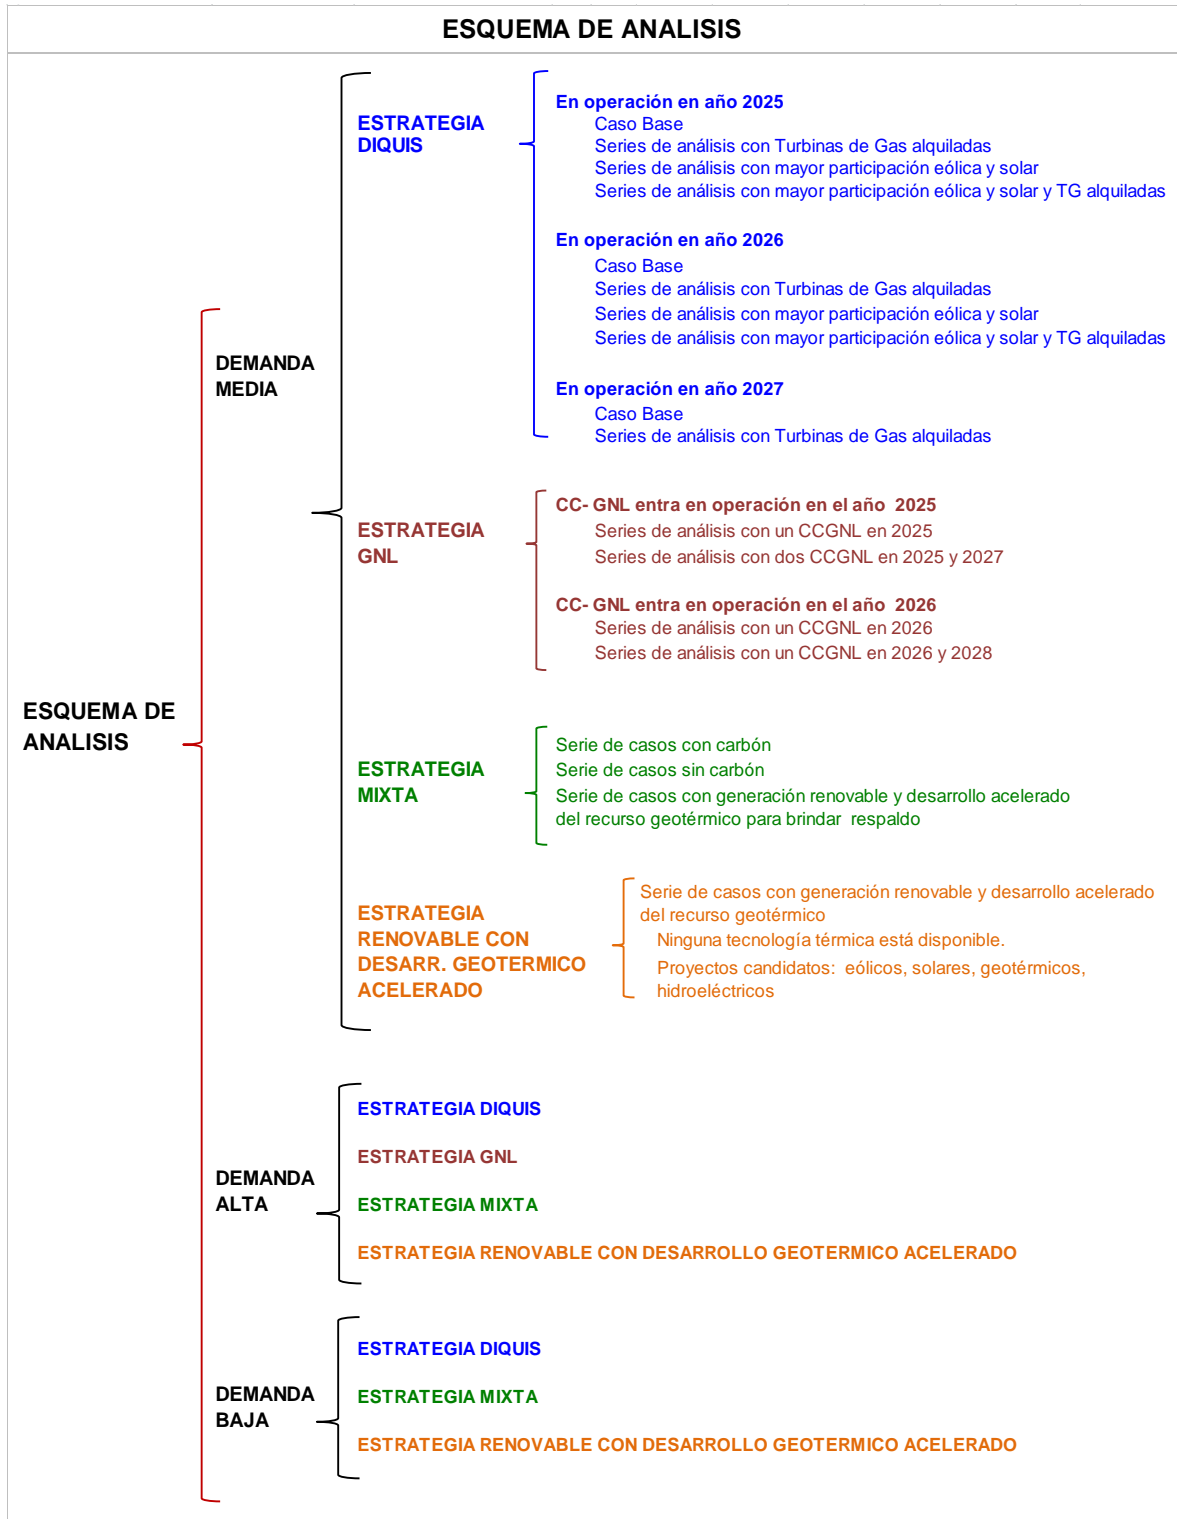 ESQUEMA DE ANALISIS
ESQUEMA DE
ANALISIS
DEMANDA
MEDIA
ESTRATEGIA
DIQUIS
En operación en año 2025
Caso Base
Series de análisis con Turbinas de Gas alquiladas
Series de análisis con mayor participación eólica y solar
Series de análisis con mayor participación eólica y solar y TG alquiladas
En operación en año 2026
Caso Base
Series de análisis con Turbinas de Gas alquiladas
Series de análisis con mayor participación eólica y solar
Series de análisis con mayor participación eólica y solar y TG alquiladas
En operación en año 2027
Caso Base
Series de análisis con Turbinas de Gas alquiladas
ESTRATEGIA
GNL
CC- GNL entra en operación en el año 2025
Series de análisis con un CCGNL en 2025
Series de análisis con dos CCGNL en 2025 y 2027
CC- GNL entra en operación en el año 2026
Series de análisis con un CCGNL en 2026
Series de análisis con un CCGNL en 2026 y 2028
ESTRATEGIA
MIXTA
Serie de casos con carbón
Serie de casos sin carbón
Serie de casos con generación renovable y desarrollo acelerado
del recurso geotérmico para brindar respaldo
ESTRATEGIA
RENOVABLE CON
DESARR. GEOTERMICO
ACELERADO
Serie de casos con generación renovable y desarrollo acelerado
del recurso geotérmico
Ninguna tecnología térmica está disponible.
Proyectos candidatos: eólicos, solares, geotérmicos,
hidroeléctricos
DEMANDA
ALTA
ESTRATEGIA DIQUIS
ESTRATEGIA GNL
ESTRATEGIA MIXTA
ESTRATEGIA RENOVABLE CON DESARROLLO GEOTERMICO ACELERADO
DEMANDA
BAJA
ESTRATEGIA DIQUIS
ESTRATEGIA MIXTA
ESTRATEGIA RENOVABLE CON DESARROLLO GEOTERMICO ACELERADO